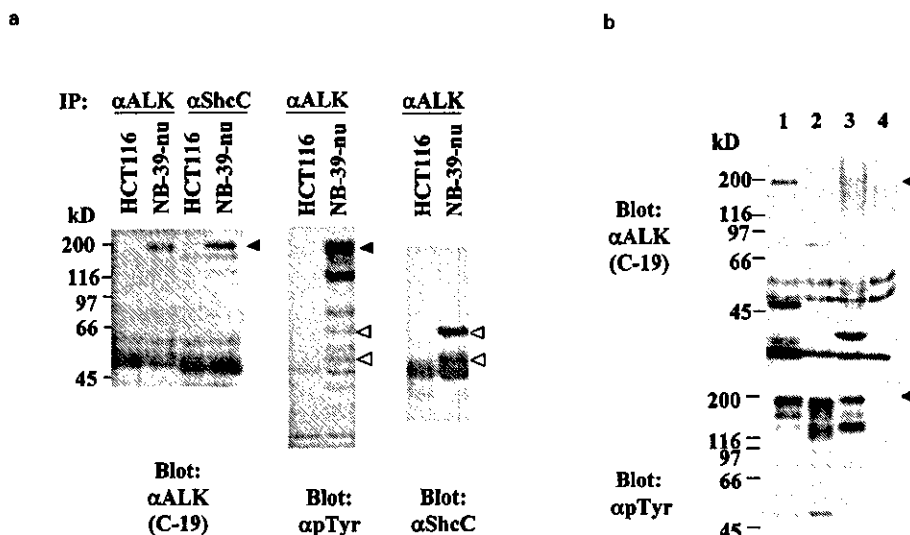 a
IP: αALK αShcC αALK αALK
HCT116 NB-39-nu HCT116 NB-39-nu HCT116 NB-39-nu HCT116 NB-39-nu
kD
200
116
97
66
45
Blot:
αALK
(C-19)
Blot:
αpTyr
Blot:
αShcC
b
1 2 3 4
kD
200
116
97
66
45
Blot:
αALK
(C-19)
200
116
97
66
45
Blot:
αpTyr